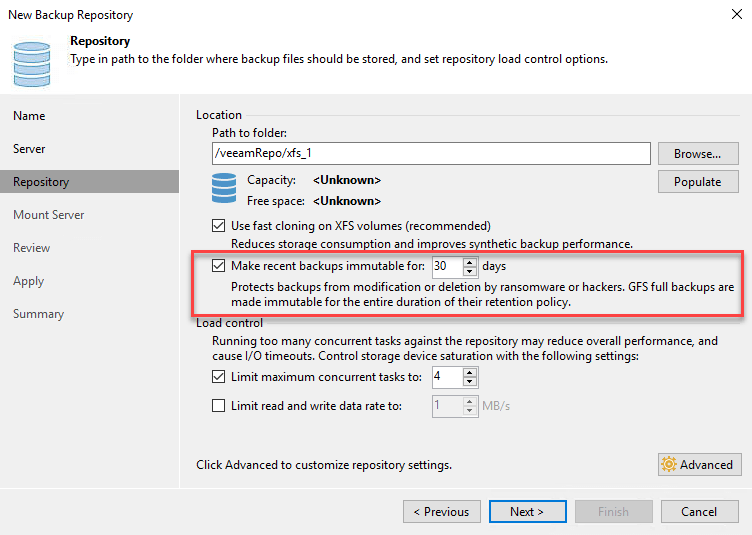 New Backup Repository
Repository
Type in path to the folder where backup files should be stored, and set repository load control options.
Name
Server
Repository
Mount Server
Review
Apply
Summary
Location
Path to folder:
/veeamRepo/xfs_1
Browse...
Capacity: <Unknown>
Populate
Free space: <Unknown>
Use fast cloning on XFS volumes (recommended)
Reduces storage consumption and improves synthetic backup performance.
Make recent backups immutable for: 30 days
Protects backups from modification or deletion by ransomware or hackers. GFS full backups are
made immutable for the entire duration of their retention policy.
Load control
Running too many concurrent tasks against the repository may reduce overall performance, and
cause I/O timeouts. Control storage device saturation with the following settings:
Limit maximum concurrent tasks to: 4
Limit read and write data rate to: 1 MB/s
Click Advanced to customize repository settings.
Advanced
< Previous
Next >
Finish
Cancel